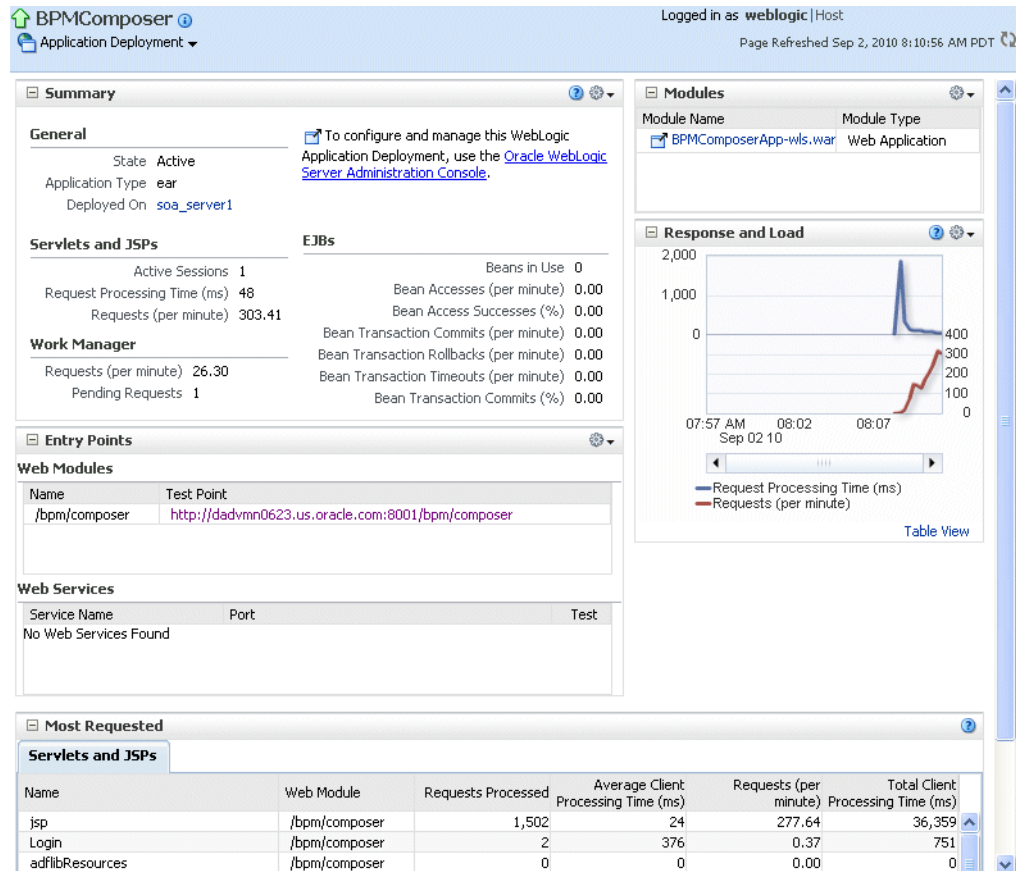 BPMComposer
Logged in as weblogic|Host
Application Deployment
Page Refreshed Sep 2, 2010 8:10:56 AM PDT
Summary
General
State Active
Application Type ear
Deployed On soa_server1
To configure and manage this WebLogic
Application Deployment, use the Oracle WebLogic
Server Administration Console.
Servlets and JSPs
Active Sessions 1
Request Processing Time (ms) 48
Requests (per minute) 303.41
Work Manager
Requests (per minute) 26.30
Pending Requests 1
EJBs
Beans in Use 0
Bean Accesses (per minute) 0.00
Bean Access Successes (%) 0.00
Bean Transaction Commits (per minute) 0.00
Bean Transaction Rollbacks (per minute) 0.00
Bean Transaction Timeouts (per minute) 0.00
Bean Transaction Commits (%) 0.00
Modules
Module Name Module Type
BPMComposerApp-wls.war Web Application
Response and Load
2,000
1,000
0
400
300
200
100
0
07:57 AM 08:02 08:07
Sep 02 10
Request Processing Time (ms)
Requests (per minute)
Table View
Entry Points
Web Modules
Name Test Point
/bpm/composer http://dadvmn0623.us.oracle.com:8001/bpm/composer
Web Services
Service Name Port Test
No Web Services Found
Most Requested
Servlets and JSPs
Name Web Module Requests Processed Average Client Processing Time (ms) Requests (per minute) Total Client Processing Time (ms)
jsp /bpm/composer 1,502 24 277.64 36,359
Login /bpm/composer 2 376 0.37 751
adflibResources /bpm/composer 0 0 0.00 0